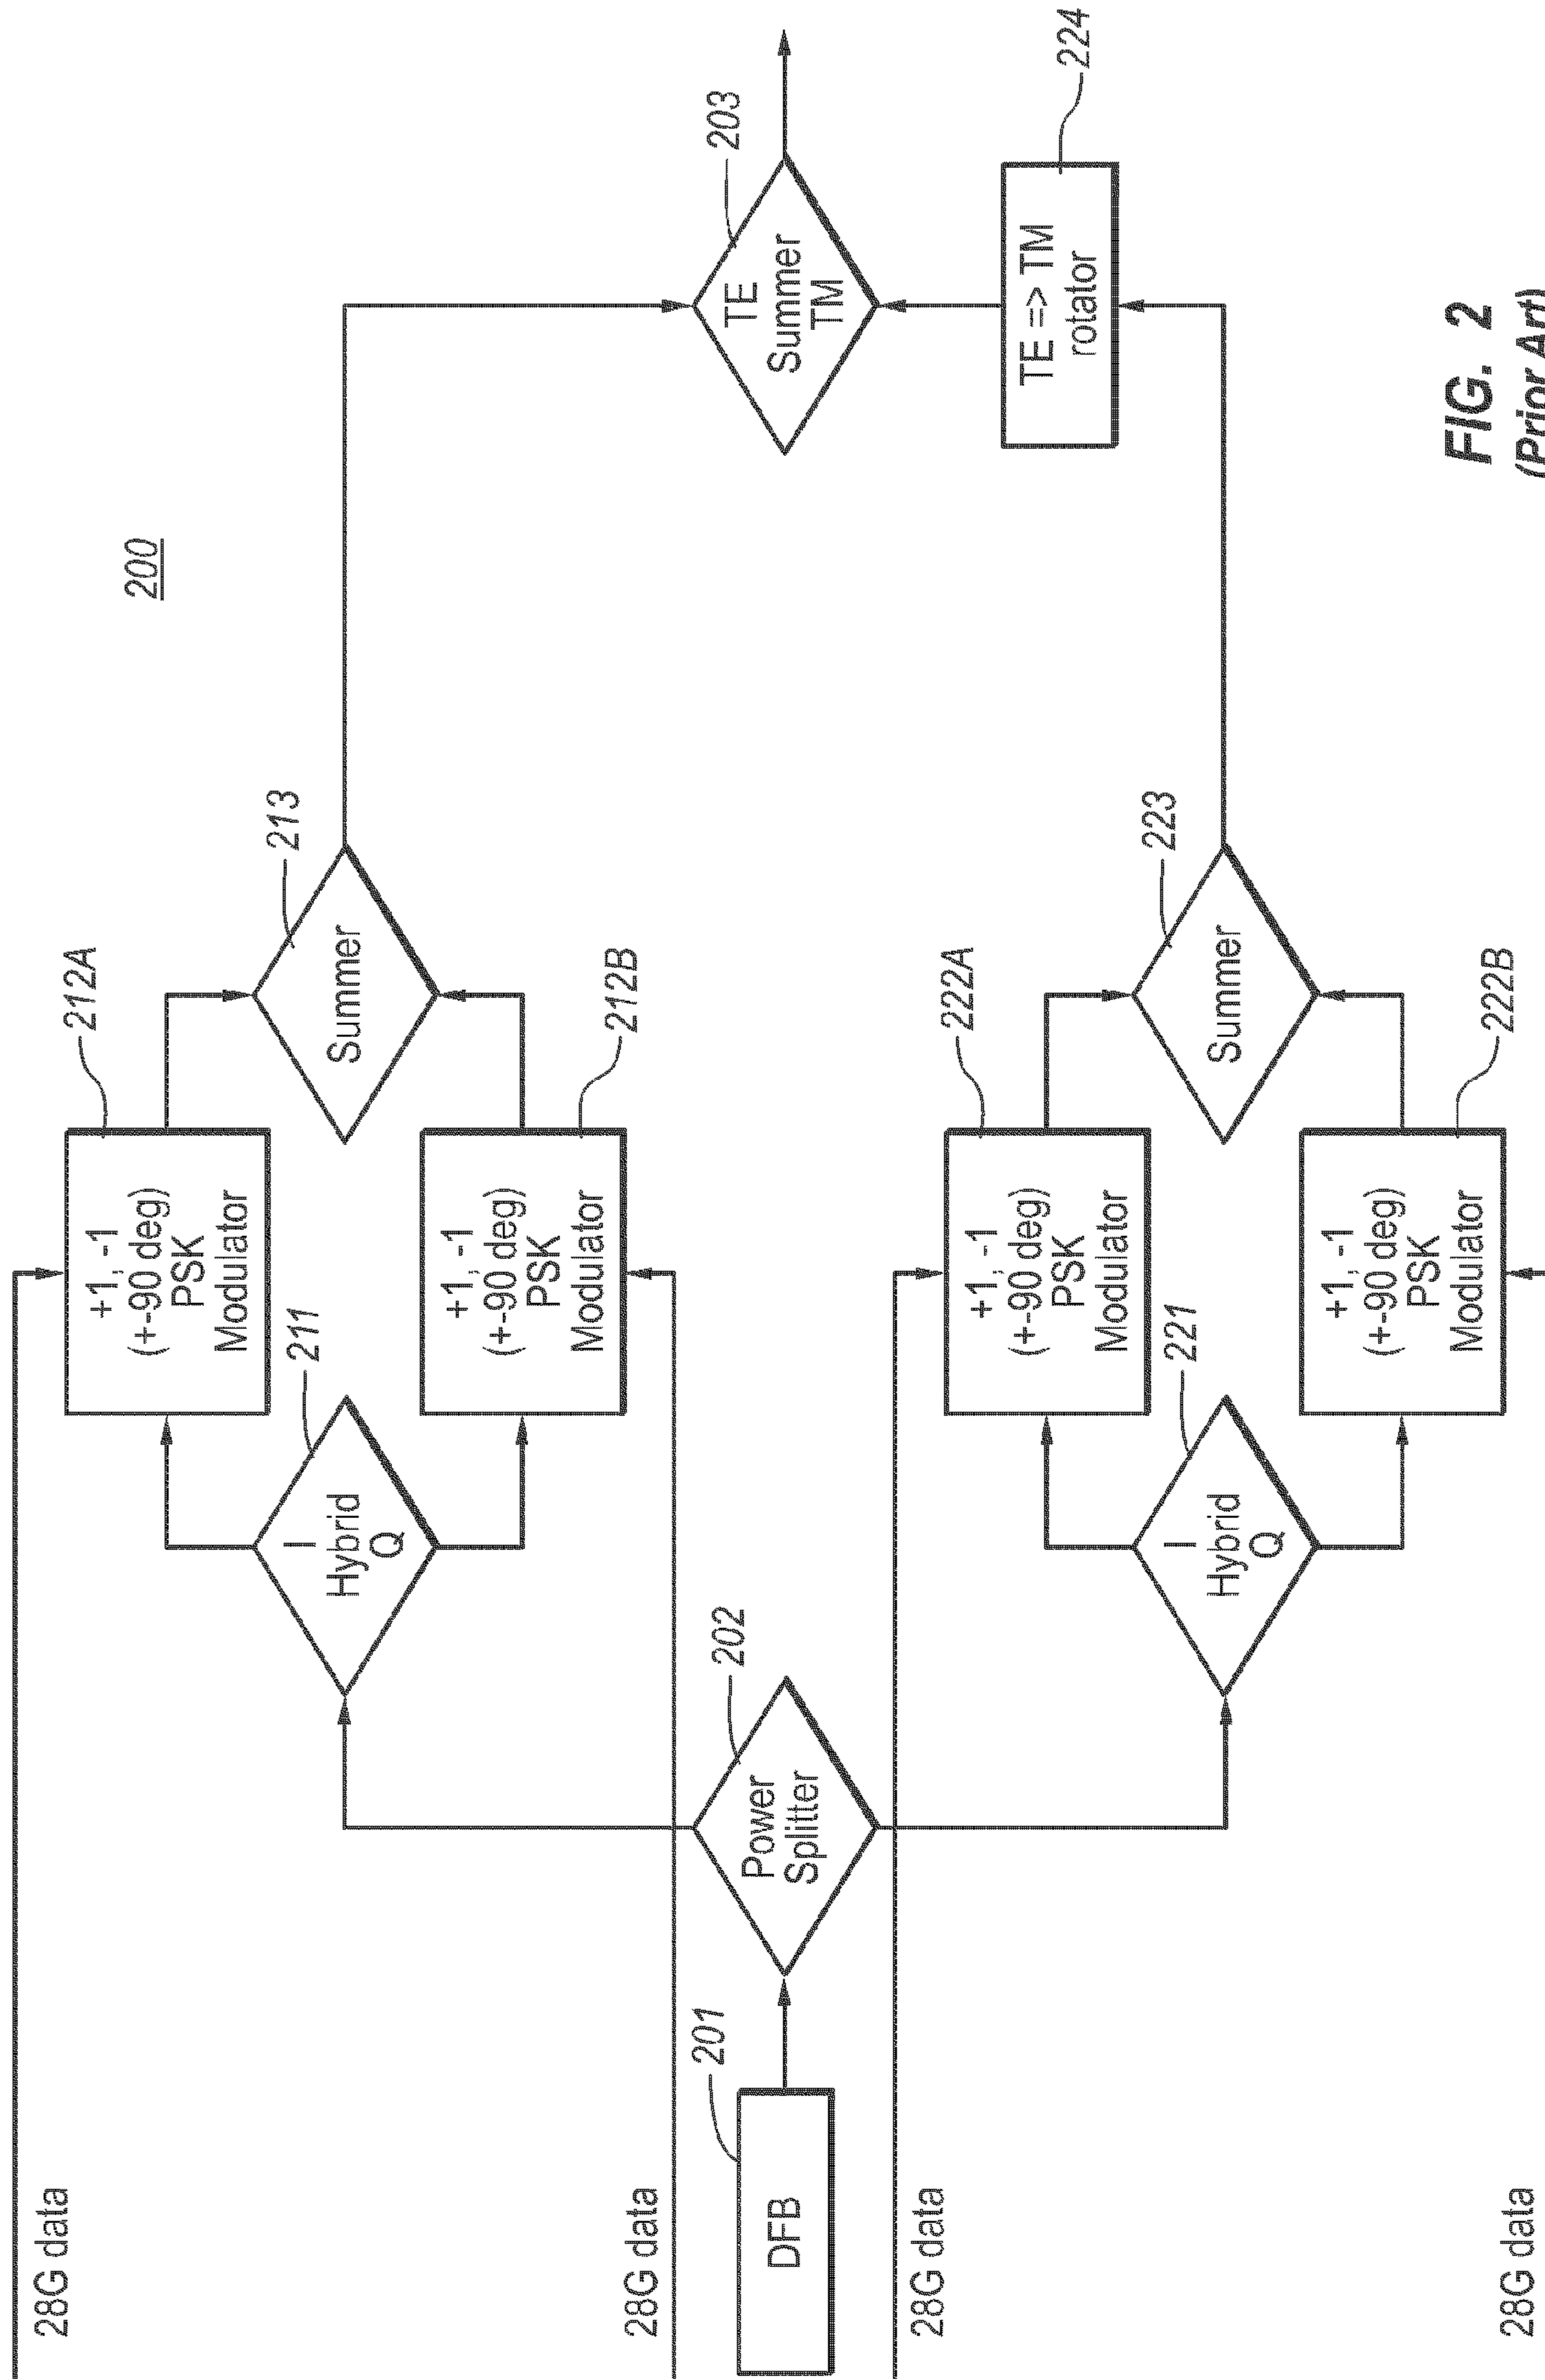 200
28G data
28G data
28G data
28G data
DFB
201
Power
Splitter
202
I
Hybrid
Q
211
+1, -1
(+-90 deg)
PSK
Modulator
212A
+1, -1
(+-90 deg)
PSK
Modulator
212B
Summer
213
I
Hybrid
Q
221
+1, -1
(+-90 deg)
PSK
Modulator
222A
+1, -1
(+-90 deg)
PSK
Modulator
222B
Summer
223
TE
Summer
TM
203
TE => TM
rotator
224
FIG. 2
(Prior Art)